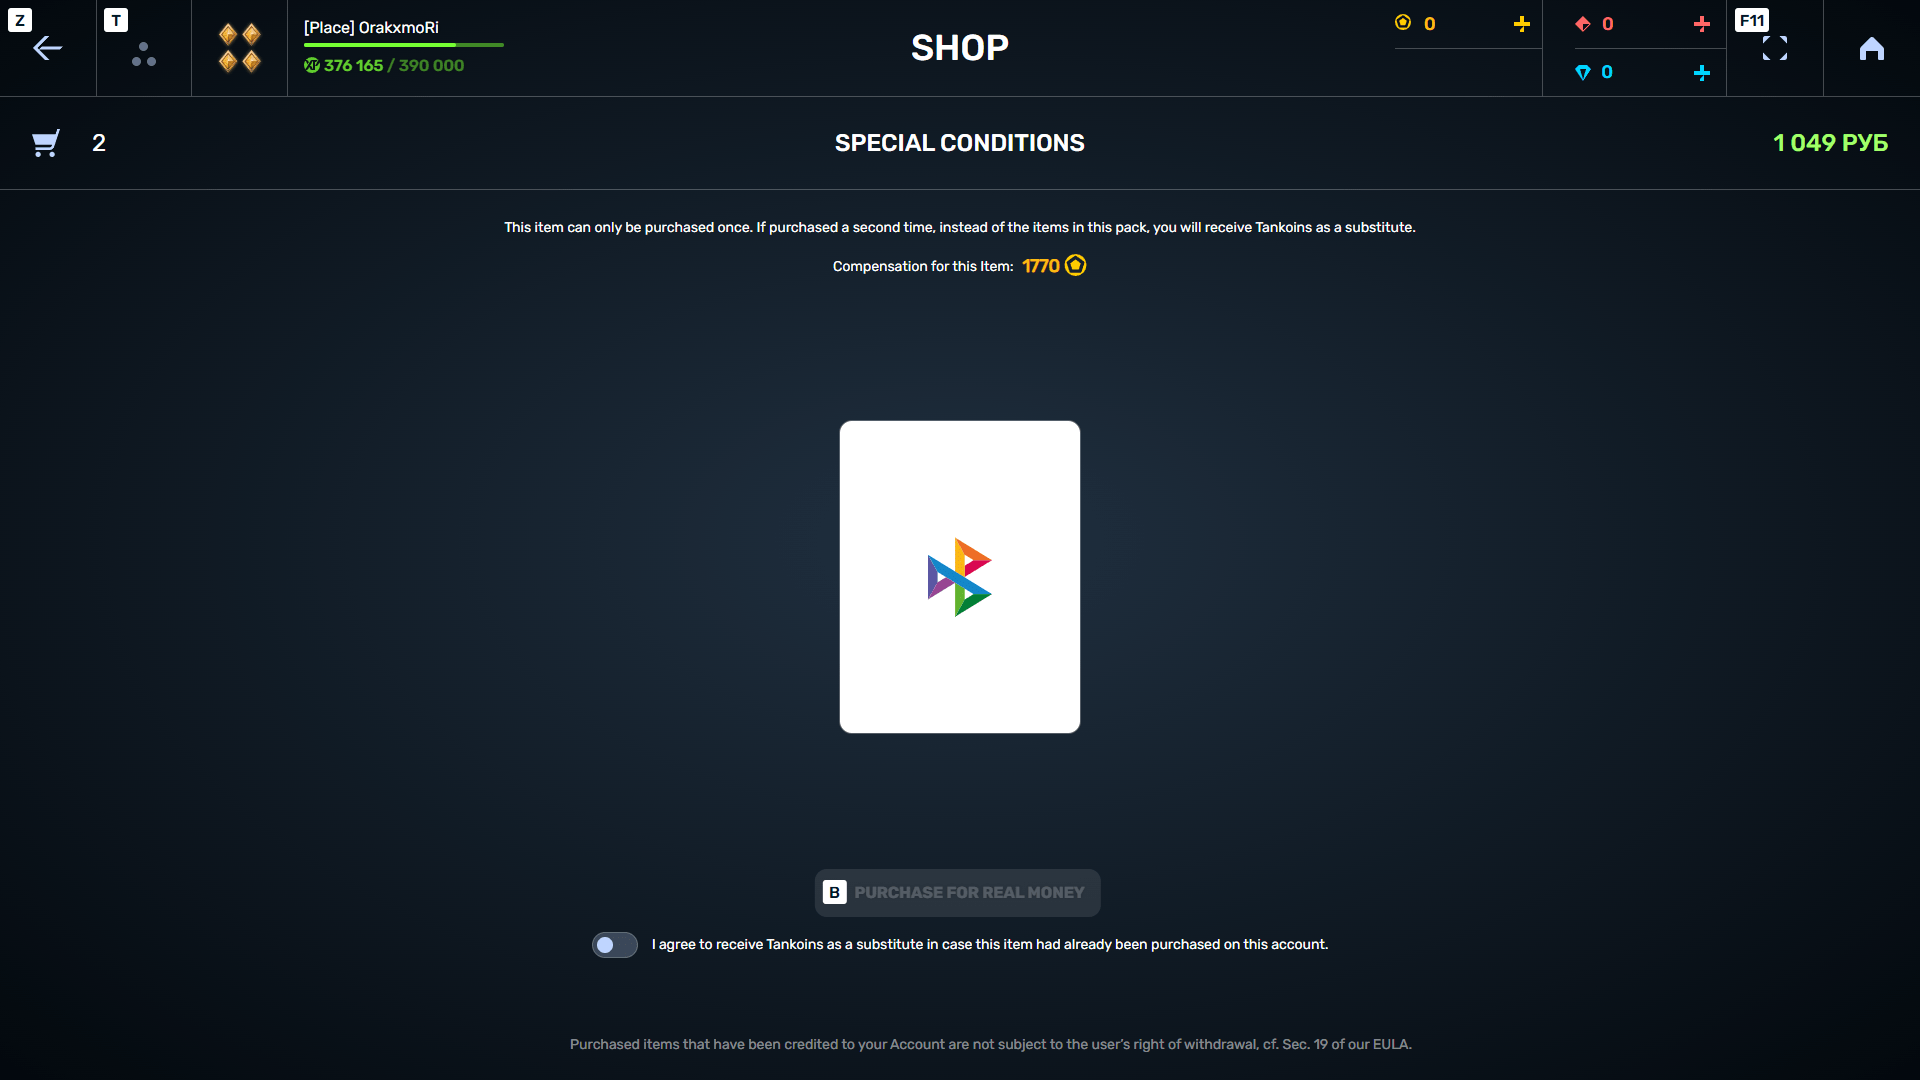 Z
T
[Place] OrakxmoRi
XP 376 165 / 390 000
SHOP
0
0
0
F11
2
SPECIAL CONDITIONS
1 049 РУБ
This item can only be purchased once. If purchased a second time, instead of the items in this pack, you will receive Tankoins as a substitute.
Compensation for this Item: 1770
B PURCHASE FOR REAL MONEY
I agree to receive Tankoins as a substitute in case this item had already been purchased on this account.
Purchased items that have been credited to your Account are not subject to the user's right of withdrawal, cf. Sec. 19 of our EULA.